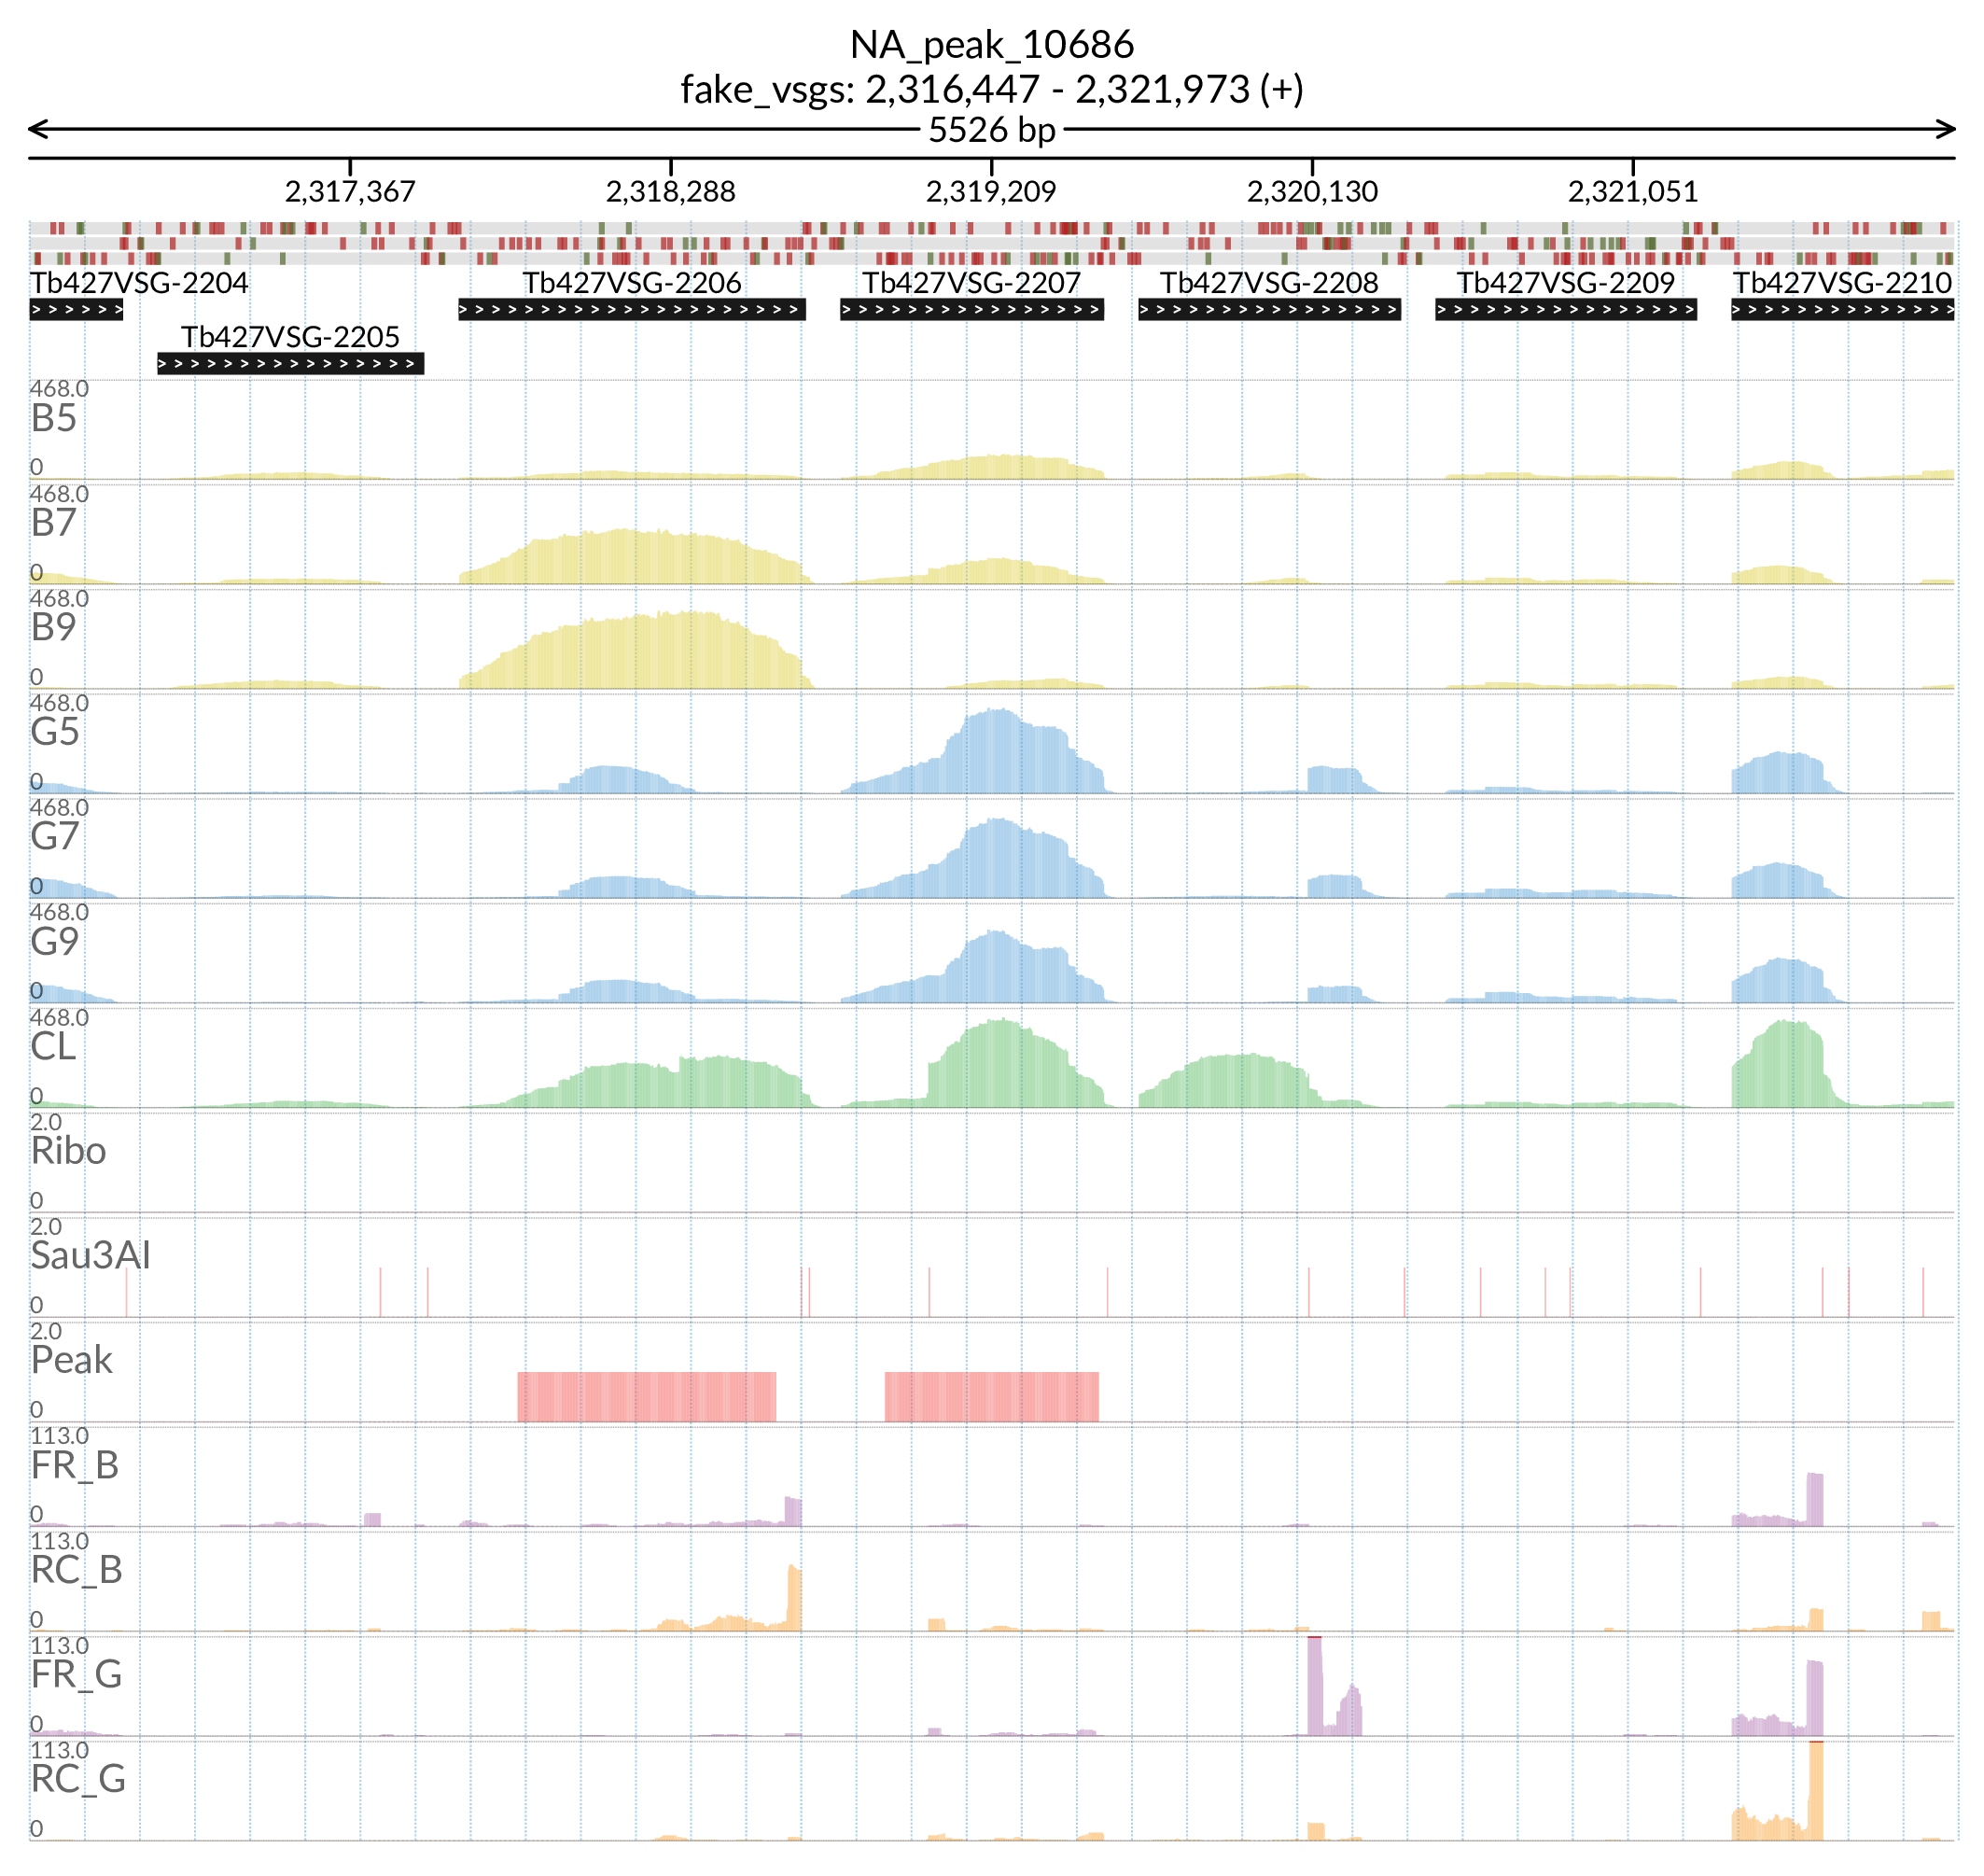 NA_peak_10686
fake_vsgs: 2,316,447 - 2,321,973 (+)
5526 bp
2,317,367 2,318,288 2,319,209 2,320,130 2,321,051
Tb427VSG-2204 Tb427VSG-2206 Tb427VSG-2207 Tb427VSG-2208 Tb427VSG-2209 Tb427VSG-2210
Tb427VSG-2205
468.0
B5
0
468.0
B7
0
468.0
B9
0
468.0
G5
0
468.0
G7
0
468.0
G9
0
468.0
CL
0
2.0
Ribo
0
2.0
Sau3AI
0
2.0
Peak
0
113.0
FR_B
0
113.0
RC_B
0
113.0
FR_G
0
113.0
RC_G
0